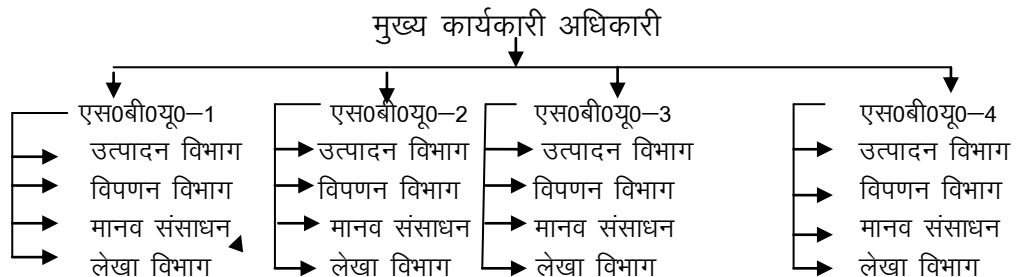 मुख्य कार्यकारी अधिकारी
एस0बी0यू0–1 एस0बी0यू0–2 एस0बी0यू0–3 एस0बी0यू0–4
उत्पादन विभाग उत्पादन विभाग उत्पादन विभाग उत्पादन विभाग
विपणन विभाग विपणन विभाग विपणन विभाग विपणन विभाग
मानव संसाधन मानव संसाधन मानव संसाधन मानव संसाधन
लेखा विभाग लेखा विभाग लेखा विभाग लेखा विभाग